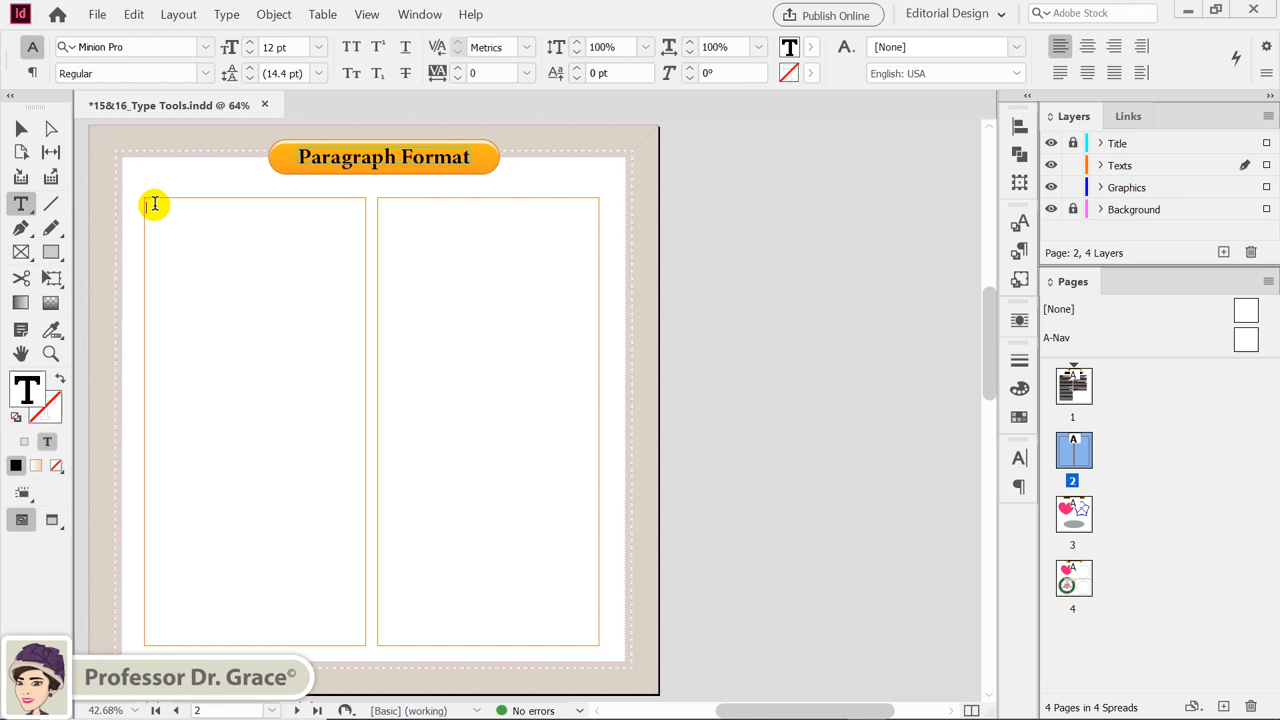 Id
File Edit Layout Type Object Table View Window Help
Publish Online
Editorial Design
Adobe Stock
A Minion Pro 12 pt TT Metrics 100% 100% T A. [None]
Regular (14.4 pt) 0 0 pt 0° English: USA
*15&16_Type Tools.indd @ 64%
Paragraph Format
T
Layers Links
Title
Texts
Graphics
Background
Page: 2, 4 Layers
Pages
[None]
A-Nav
A
1
A
2
A
3
A
4
4 Pages in 4 Spreads
Professor Dr. Grace©
42.68% 2 [Basic] (working) No errors